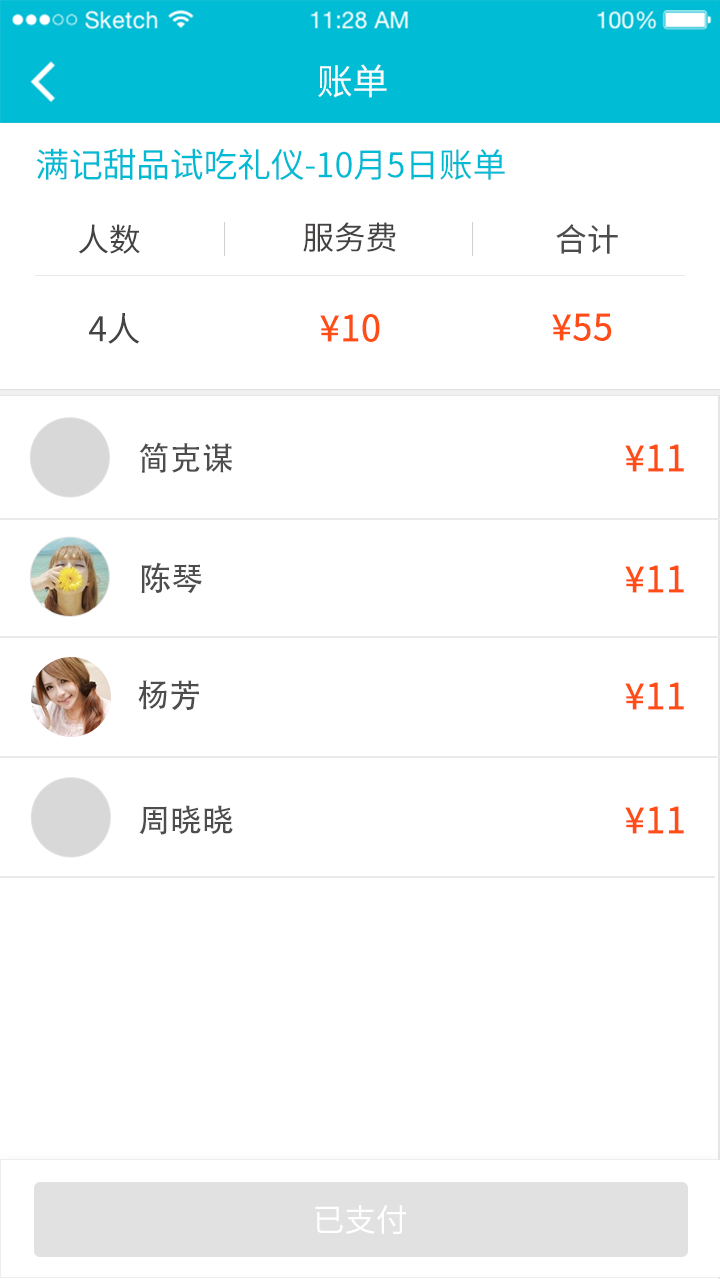 Sketch 11:28 AM 100%
账单
满记甜品试吃礼仪-10月5日账单
人数 服务费 合计
4人 ¥10 ¥55
简克谋 ¥11
陈琴 ¥11
杨芳 ¥11
周晓晓 ¥11
已支付